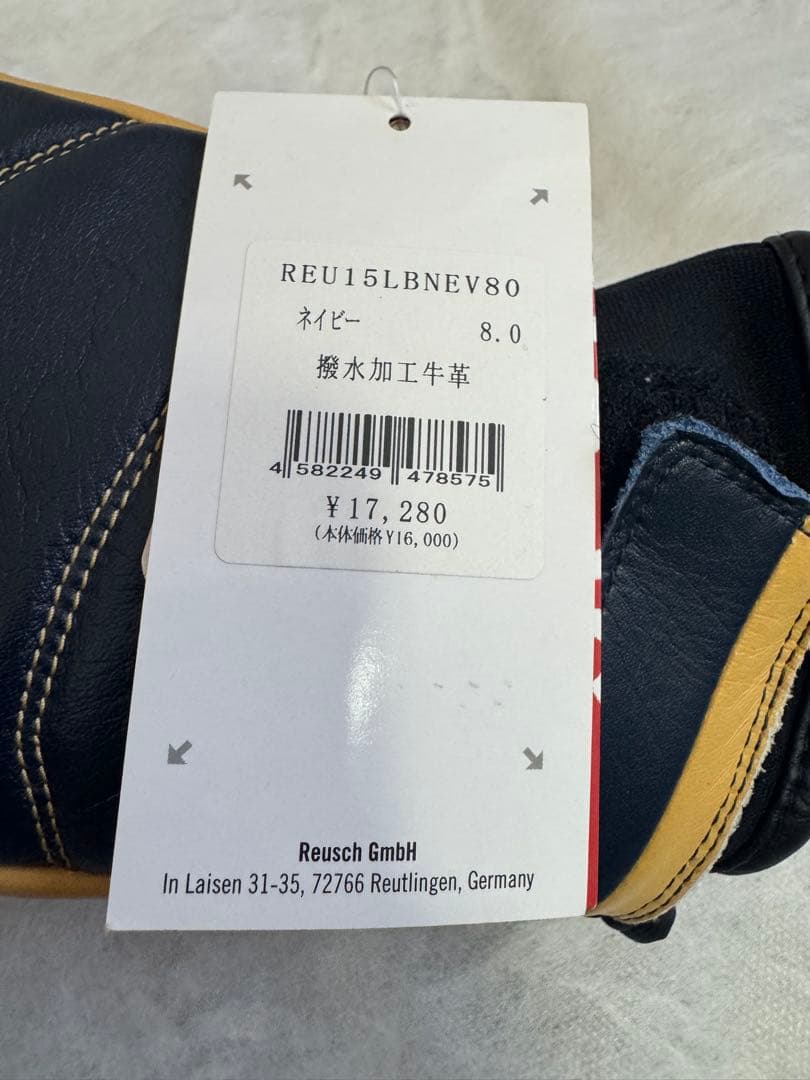 REU15LBNEV80
ネイビー 8.0
撥水加工牛革
4 582249 478575
¥17,280
(本体価格¥16,000)
Reusch GmbH
In Laisen 31-35, 72766 Reutlingen, Germany